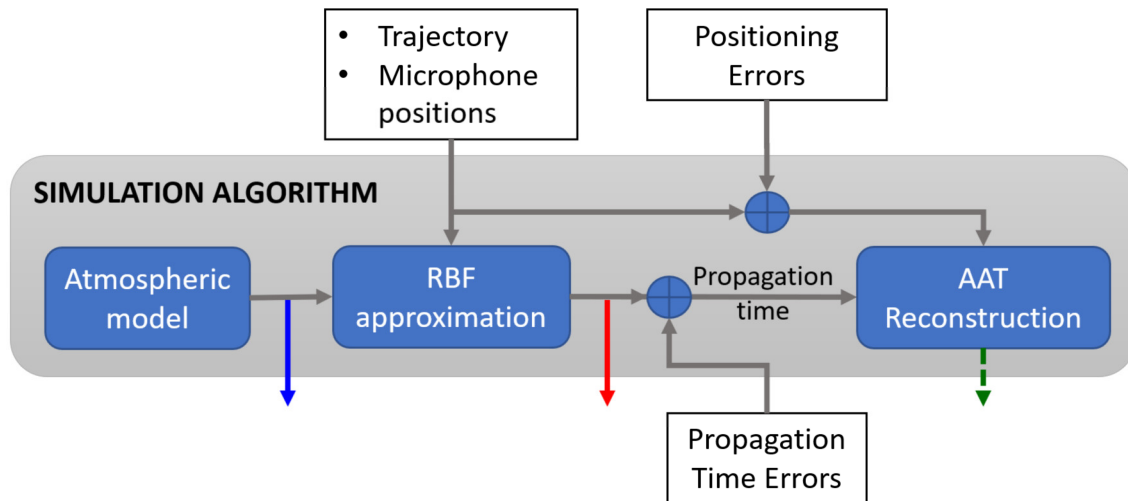 • Trajectory
• Microphone
positions
Positioning
Errors
SIMULATION ALGORITHM
Atmospheric
model
RBF
approximation
Propagation
time
AAT
Reconstruction
Propagation
Time Errors